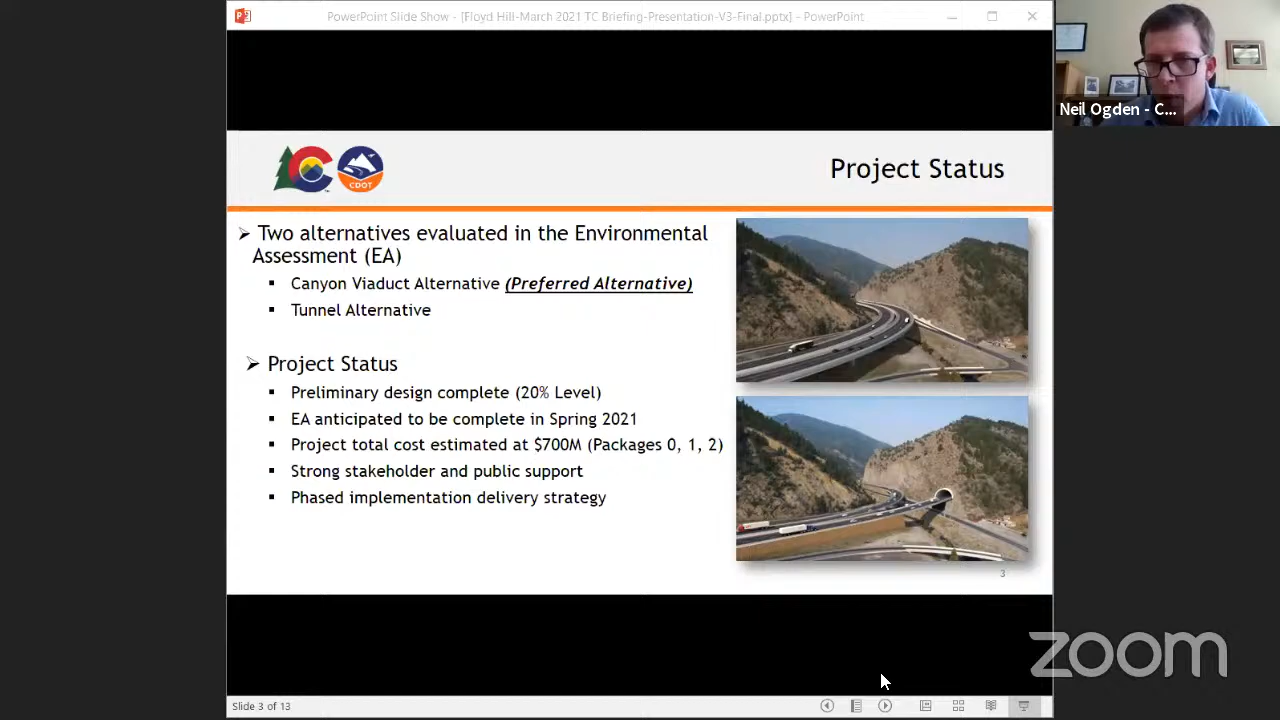 PowerPoint Slide Show - [Floyd Hill-March 2021 TC Briefing-Presentation-V3-Final.pptx] - PowerPoint
Neil Ogden - C...
CDOT
Project Status
Two alternatives evaluated in the Environmental
Assessment (EA)
Canyon Viaduct Alternative (Preferred Alternative)
Tunnel Alternative
Project Status
Preliminary design complete (20% Level)
EA anticipated to be complete in Spring 2021
Project total cost estimated at $700M (Packages 0, 1, 2)
Strong stakeholder and public support
Phased implementation delivery strategy
3
zoom
Slide 3 of 13